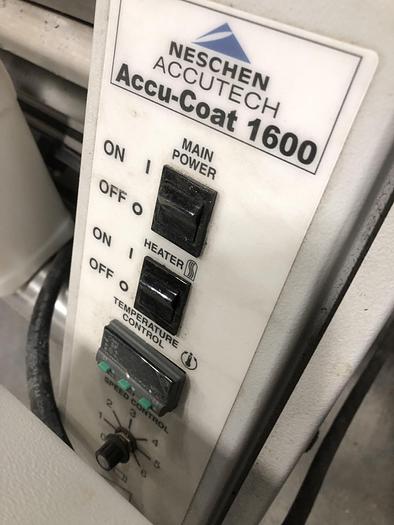 NESCHEN
ACCUTECH
Accu-Coat 1600
MAIN
POWER
ON I
OFF O
HEATER
ON I
OFF O
TEMPERATURE
CONTROL
SPEED CONTROL
0 1 2 3 4 5 6